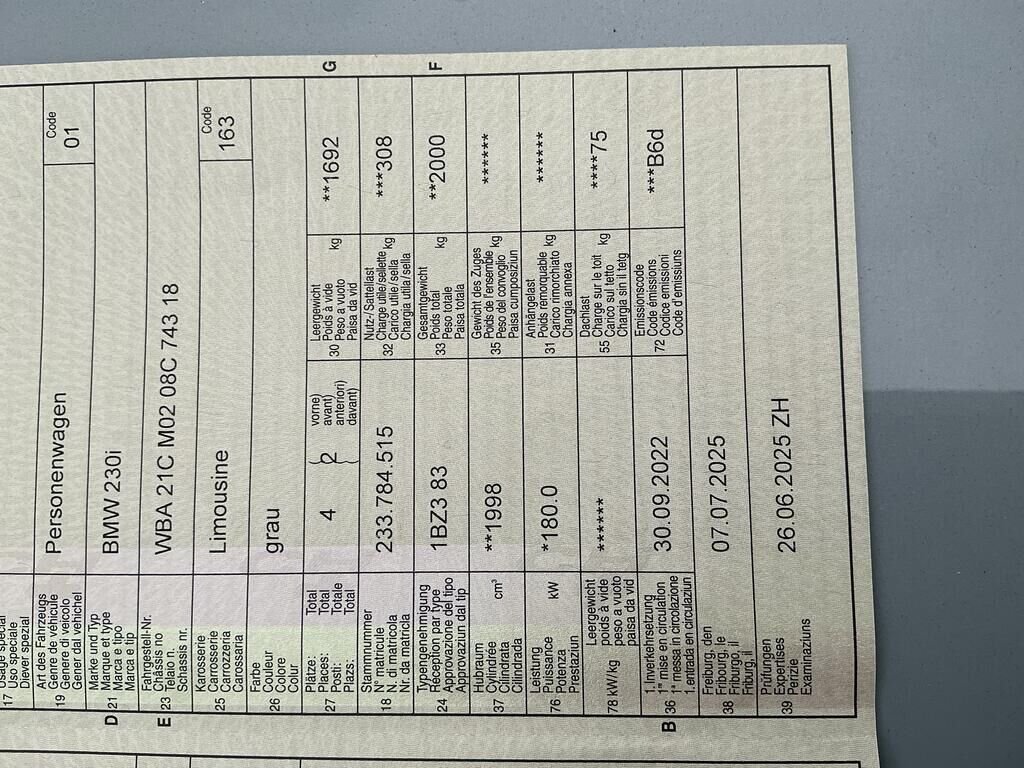 17 Usage spécial
Uso speciale
Diever spezial
Art des Fahrzeugs
19 Genre de véhicule
Genere di veicolo
Gener dal vehichel
Personenwagen
Code
01
Marke und Typ
D 21 Marque et type
Marca e tipo
Marca e tip
BMW 230i
Fahrgestell-Nr.
E 23 Châssis no
Telaio n.
Schassis nr.
WBA 21C M02 08C 743 18
Karosserie
25 Carrosserie
Carrozzeria
Carossaria
Limousine
Code
163
Farbe
26 Couleur
Colore
Colur
grau
Plätze: Total
27 Places: Total
Posti: Totale
Plazs: Total
4
2
vorne)
avant)
anteriori)
davant)
Leergewicht
30 Poids à vide kg
Peso a vuoto
Paisa da vid
**1692
G
Stammnummer
18 N° matricule
N. di matricola
Nr. da matricla
233.784.515
Nutz-/Sattellast
32 Charge utile/sellette kg
Carico utile/sella
Chargia utila/sella
***308
Typengenehmigung
24 Réception par type
Approvazione del tipo
Approvaziun dal tip
1BZ3 83
Gesamtgewicht
33 Poids total kg
Peso totale
Paisa totala
**2000
F
Hubraum
37 Cylindrée cm³
Cilindrata
Cilindrada
**1998
Gewicht des Zuges
35 Poids de l'ensemble kg
Peso del convoglio
Paisa cumposiziun
******
Leistung
76 Puissance kW
Potenza
Prestaziun
*180.0
Anhängelast
31 Poids remorquable kg
Carico rimorchiato
Chargia annexa
******
Leergewicht
78 kW/kg poids à vide
peso a vuoto
paisa da vid
******
Dachlast
55 Charge sur le toit kg
Carico sul tetto
Chargia sin il tetg
****75
1. Inverkehrsetzung
B 36 1re mise en circulation
1a messa in circolazione
1. entrada en circulaziun
30.09.2022
Emissionscode
72 Code émissions
Codice emissioni
Code d'emissiuns
***B6d
Freiburg, den
38 Fribourg, le
Friburgo, il
Friburg, il
07.07.2025
Prüfungen
39 Expertises
Perizie
Examinaziuns
26.06.2025 ZH